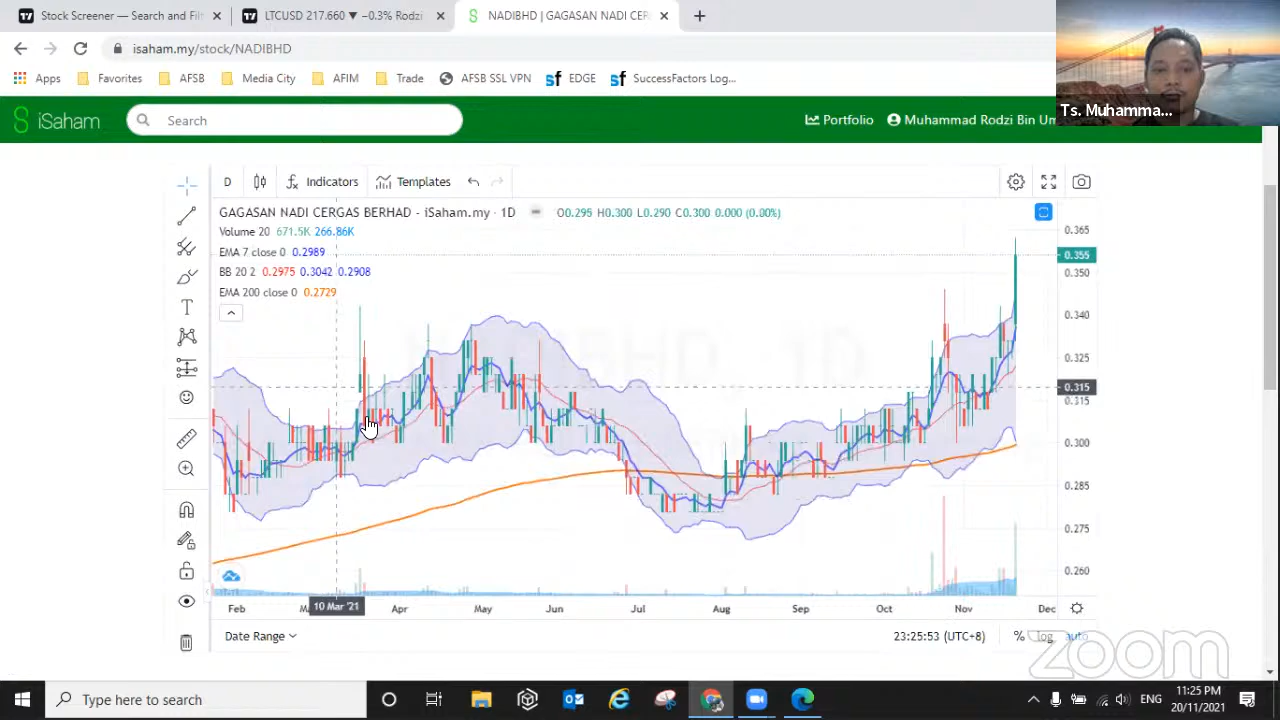 Stock Screener — Search and Filt
LTCUSD 217.660 ▼ −0.3% Rodzi
NADIBHD | GAGASAN NADI CERGAS
isaham.my/stock/NADIBHD
Apps
Favorites
AFSB
Media City
AFIM
Trade
AFSB SSL VPN
EDGE
SuccessFactors Log...
Ts. Muhamma...
iSaham
Search
Portfolio
Muhammad Rodzi Bin Um
D
Indicators
Templates
GAGASAN NADI CERGAS BERHAD - iSaham.my · 1D
O0.295 H0.300 L0.290 C0.300 0.000 (0.00%)
Volume 20 671.5K 266.86K
EMA 7 close 0 0.2989
BB 20 2 0.2975 0.3042 0.2908
EMA 200 close 0 0.2729
0.365
0.355
0.350
0.340
0.325
0.315
0.315
0.300
0.285
0.275
0.260
Feb
10 Mar '21
Apr
May
Jun
Jul
Aug
Sep
Oct
Nov
Dec
Date Range
23:25:53 (UTC+8)
%
log
auto
zoom
Type here to search
ENG
11:25 PM
20/11/2021